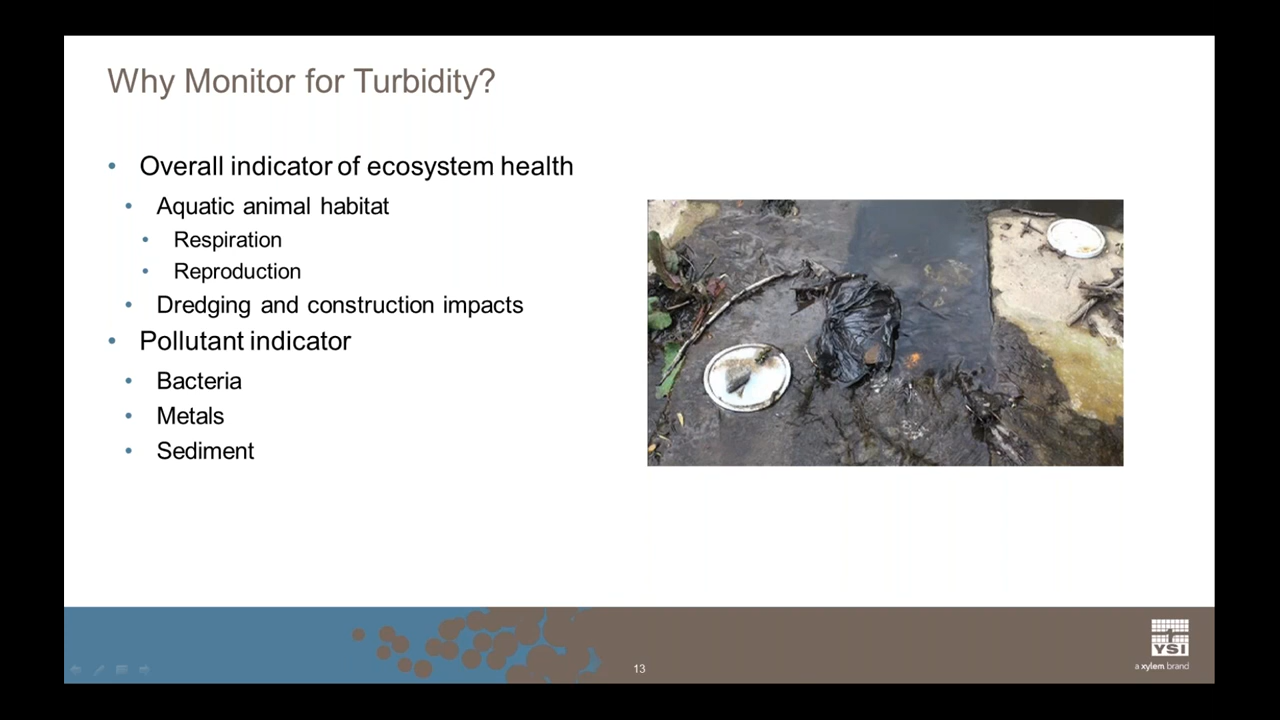 Why Monitor for Turbidity?
Overall indicator of ecosystem health
Aquatic animal habitat
Respiration
Reproduction
Dredging and construction impacts
Pollutant indicator
Bacteria
Metals
Sediment
13
YSI
a xylem brand